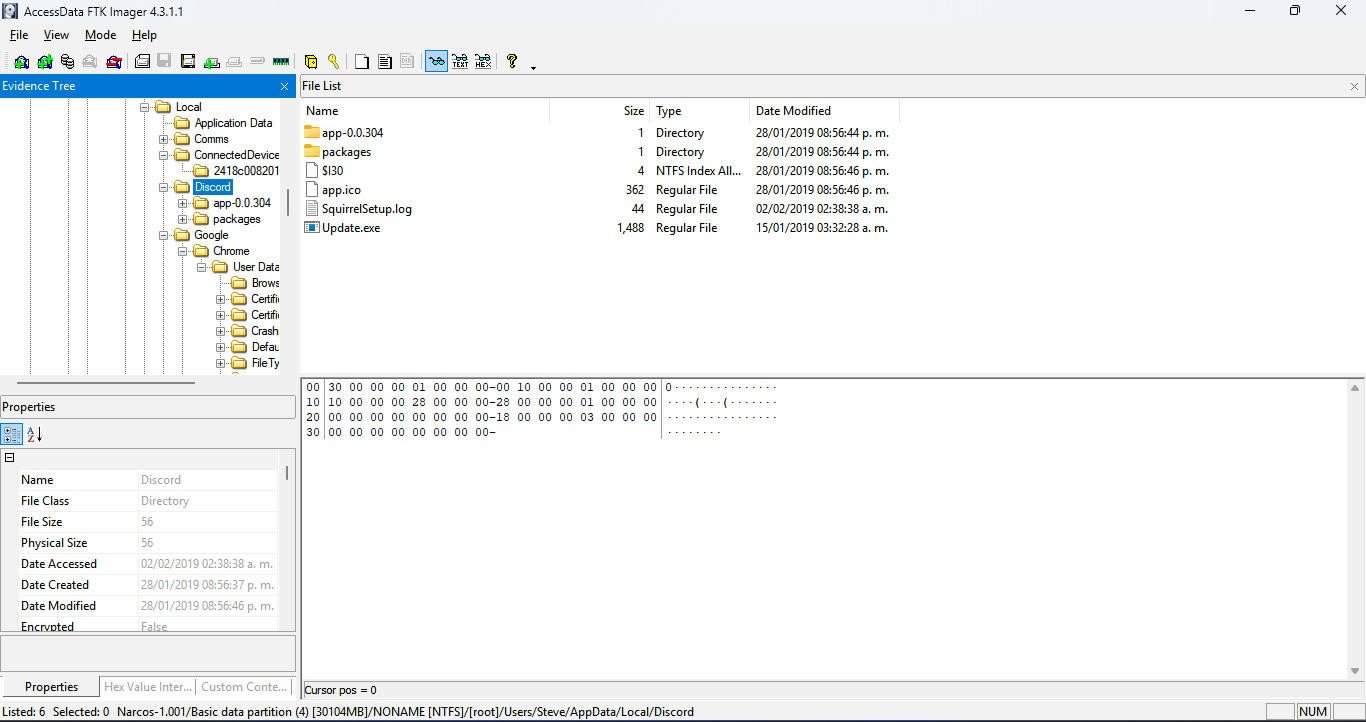 AccessData FTK Imager 4.3.1.1
File View Mode Help
Evidence Tree
Local
Application Data
Comms
ConnectedDevice
2418c008201
Discord
app-0.0.304
packages
Google
Chrome
User Data
Brows
Certifi
Certifi
Crash
Defau
FileTy
Properties
Name Discord
File Class Directory
File Size 56
Physical Size 56
Date Accessed 02/02/2019 02:38:38 a. m.
Date Created 28/01/2019 08:56:37 p. m.
Date Modified 28/01/2019 08:56:46 p. m.
Encrypted False
Properties Hex Value Inter... Custom Conte...
File List
Name Size Type Date Modified
app-0.0.304 1 Directory 28/01/2019 08:56:44 p. m.
packages 1 Directory 28/01/2019 08:56:44 p. m.
$I30 4 NTFS Index All... 28/01/2019 08:56:46 p. m.
app.ico 362 Regular File 28/01/2019 08:56:46 p. m.
SquirrelSetup.log 44 Regular File 02/02/2019 02:38:38 a. m.
Update.exe 1,488 Regular File 15/01/2019 03:32:28 a. m.
00 30 00 00 00 01 00 00 00-00 10 00 00 01 00 00 00 0···············
10 10 00 00 00 28 00 00 00-28 00 00 00 01 00 00 00 ····(···(·······
20 00 00 00 00 00 00 00 00-18 00 00 00 03 00 00 00 ················
30 00 00 00 00 00 00 00 00- ········
Cursor pos = 0
Listed: 6 Selected: 0 Narcos-1.001/Basic data partition (4) [30104MB]/NONAME [NTFS]/[root]/Users/Steve/AppData/Local/Discord NUM